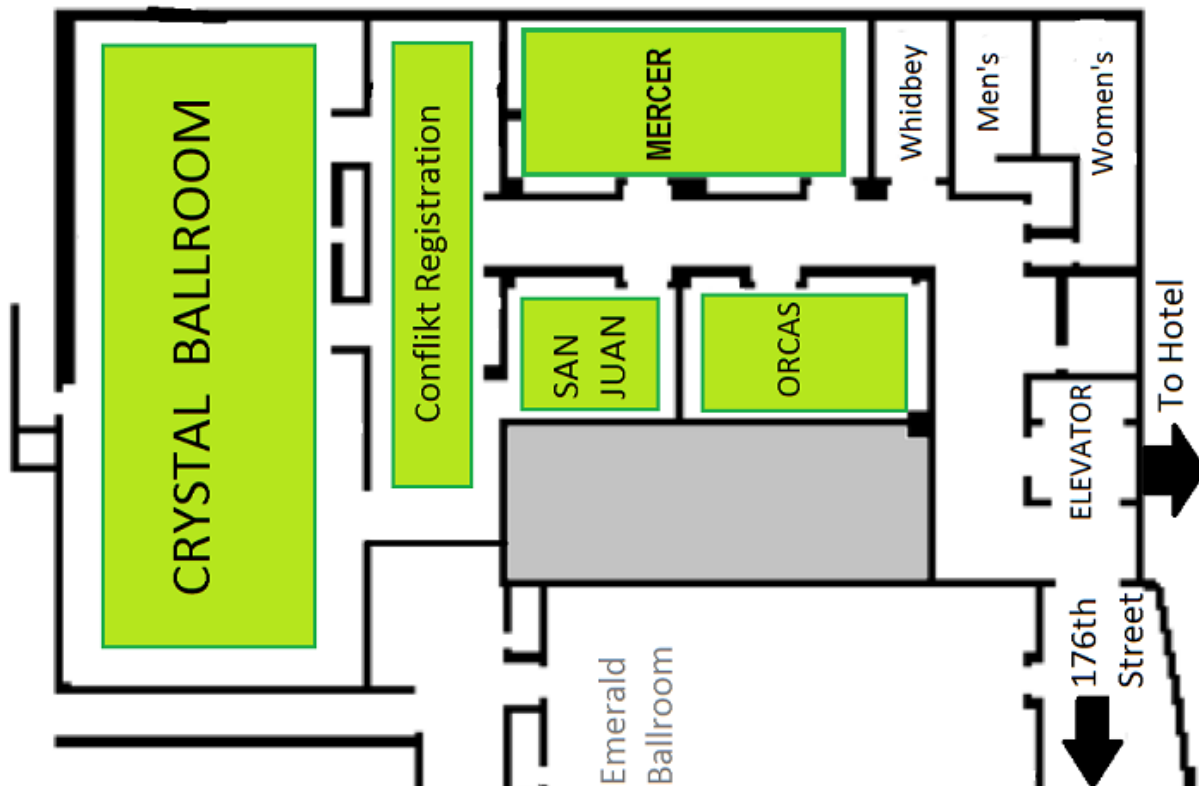 CRYSTAL BALLROOM
Conflikt Registration
MERCER
Whidbey
Men's
Women's
SAN
JUAN
ORCAS
ELEVATOR
To Hotel
176th
Street
Emerald
Ballroom